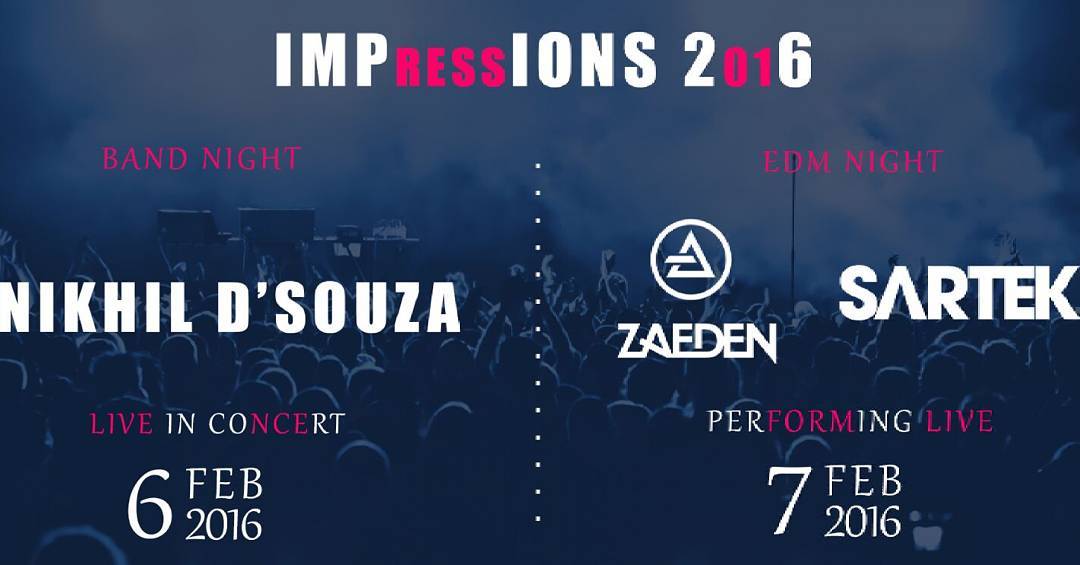 IMPRESSIONS 2016
BAND NIGHT
NIKHIL D'SOUZA
LIVE IN CONCERT
6 FEB
2016
EDM NIGHT
ZAEDEN
SARTEK
PERFORMING LIVE
7 FEB
2016